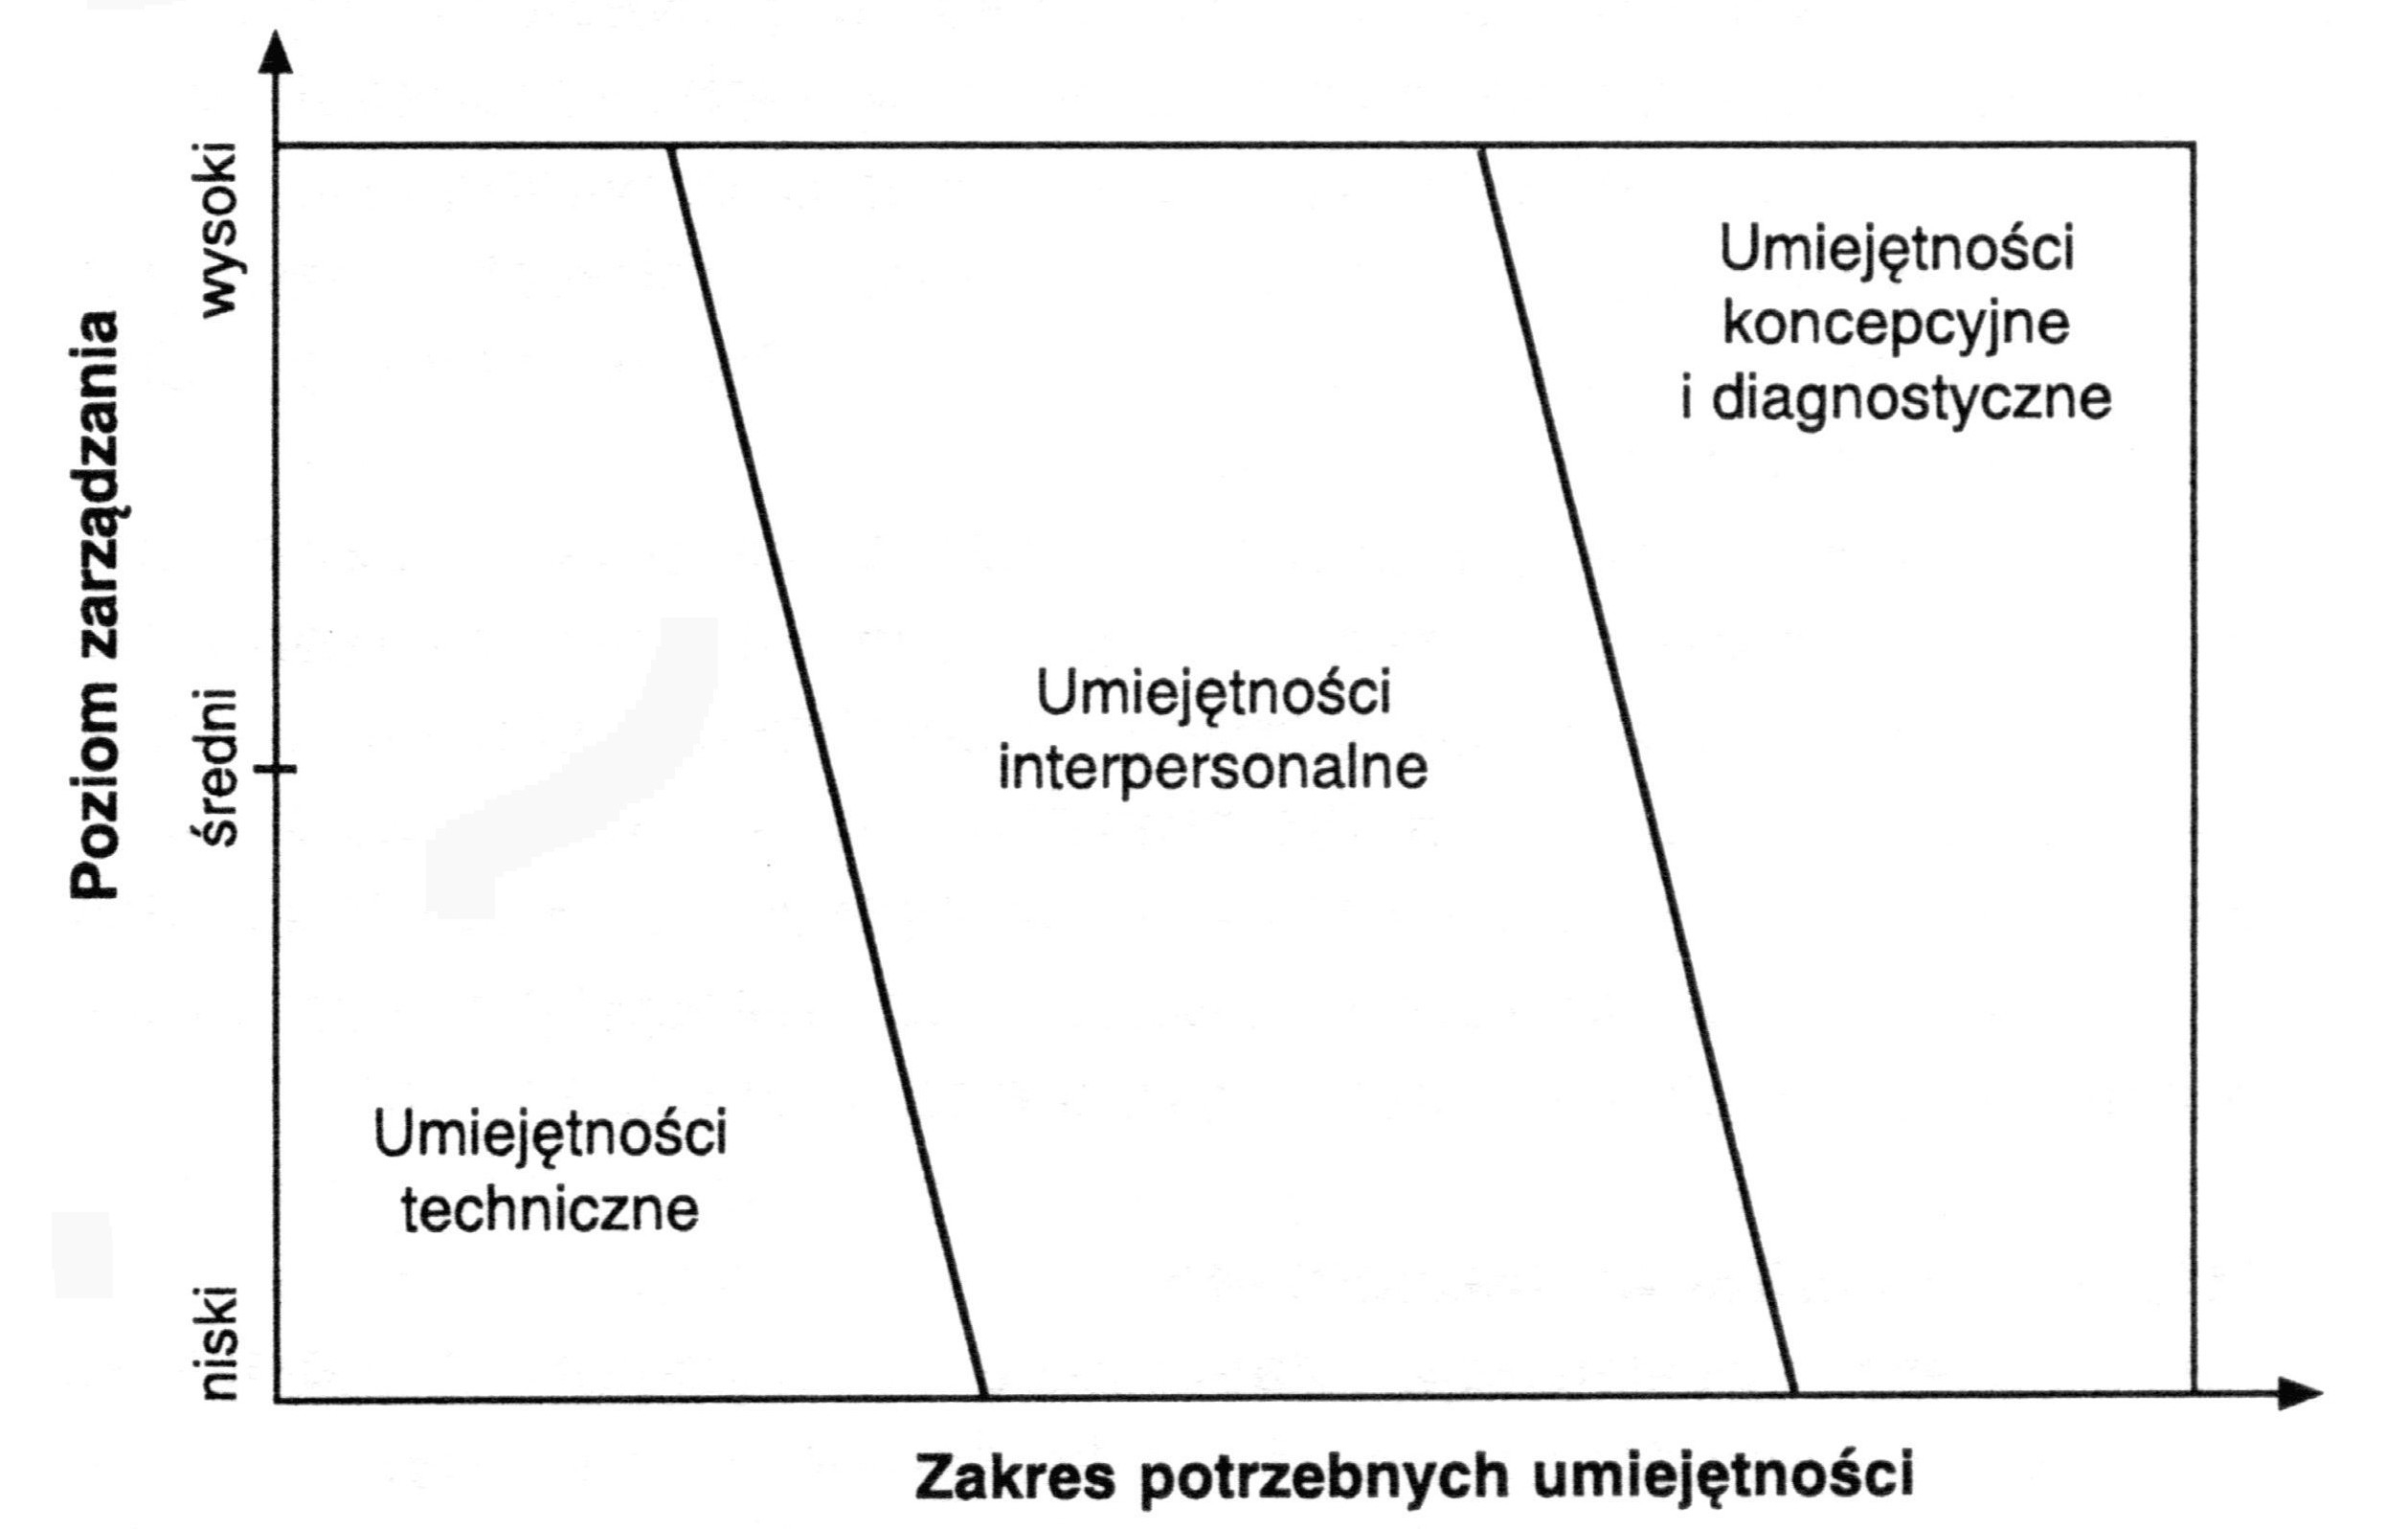 Poziom zarządzania
wysoki
średni
niski
Umiejętności
koncepcyjne
i diagnostyczne
Umiejętności
interpersonalne
Umiejętności
techniczne
Zakres potrzebnych umiejętności